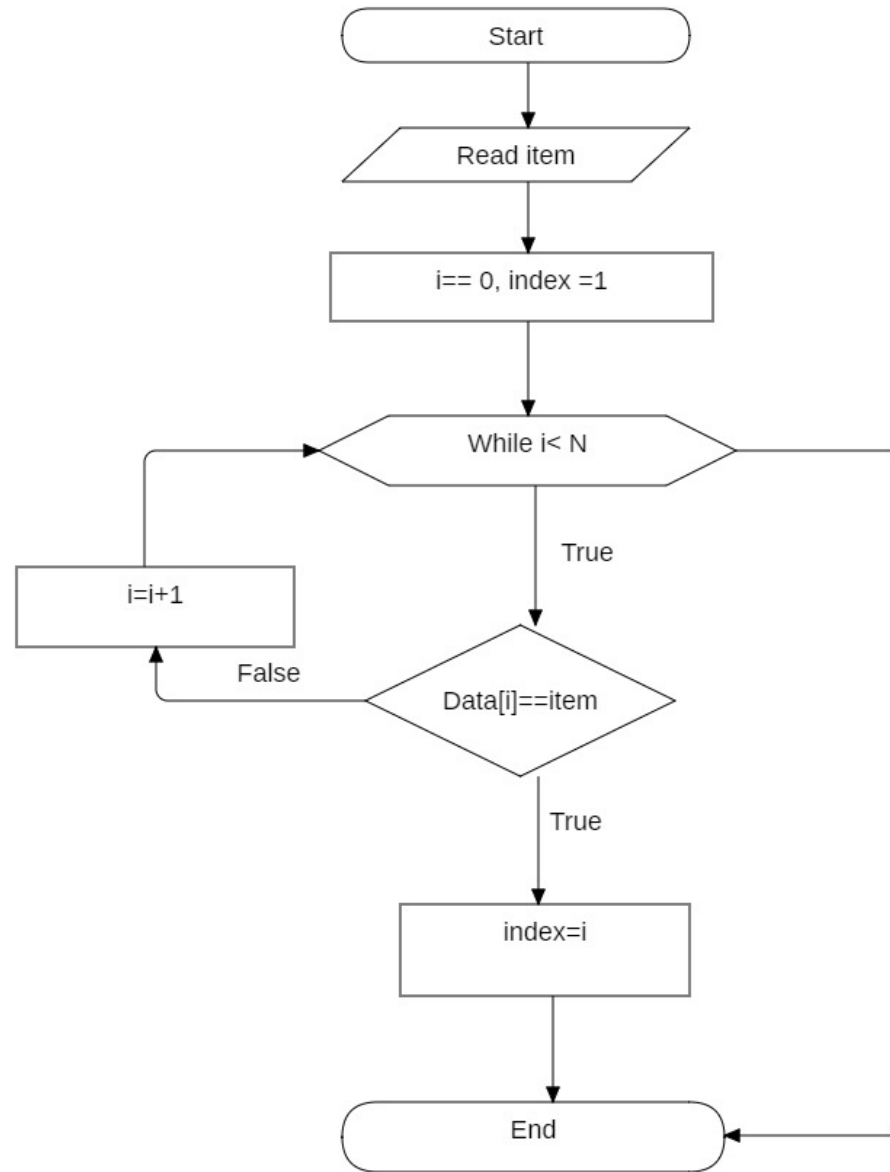 Start
Read item
i== 0, index =1
While i< N
True
i=i+1
False
Data[i]==item
True
index=i
End